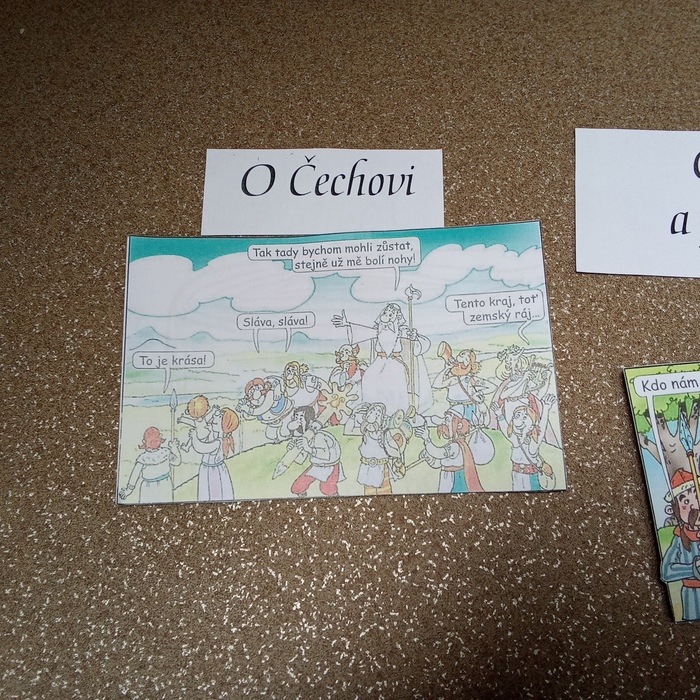 O Čechovi
Tak tady bychom mohli zůstat,
stejně už mě bolí nohy!
Sláva, sláva!
Tento kraj, toť
zemský ráj...
To je krása!
a
Kdo nám